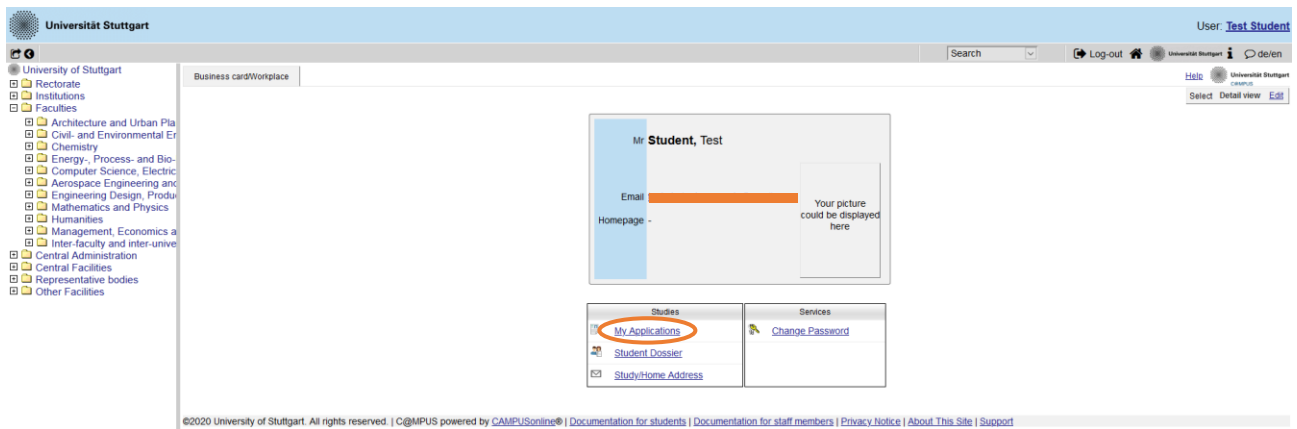 Universität Stuttgart
User: Test Student
Search
Log-out
Universität Stuttgart
de/en
University of Stuttgart
Rectorate
Institutions
Faculties
Architecture and Urban Pla
Civil- and Environmental Er
Chemistry
Energy-, Process- and Bio-
Computer Science, Electric
Aerospace Engineering and
Engineering Design, Produ
Mathematics and Physics
Humanities
Management, Economics a
Inter-faculty and inter-unive
Central Administration
Central Facilities
Representative bodies
Other Facilities
Business card/Workplace
Help
Universität Stuttgart
CAMPUS
Select Detail view Edit
Mr Student, Test
Email
Homepage -
Your picture
could be displayed
here
Studies
My Applications
Student Dossier
Study/Home Address
Services
Change Password
©2020 University of Stuttgart. All rights reserved. | C@MPUS powered by CAMPUSonline® | Documentation for students | Documentation for staff members | Privacy Notice | About This Site | Support